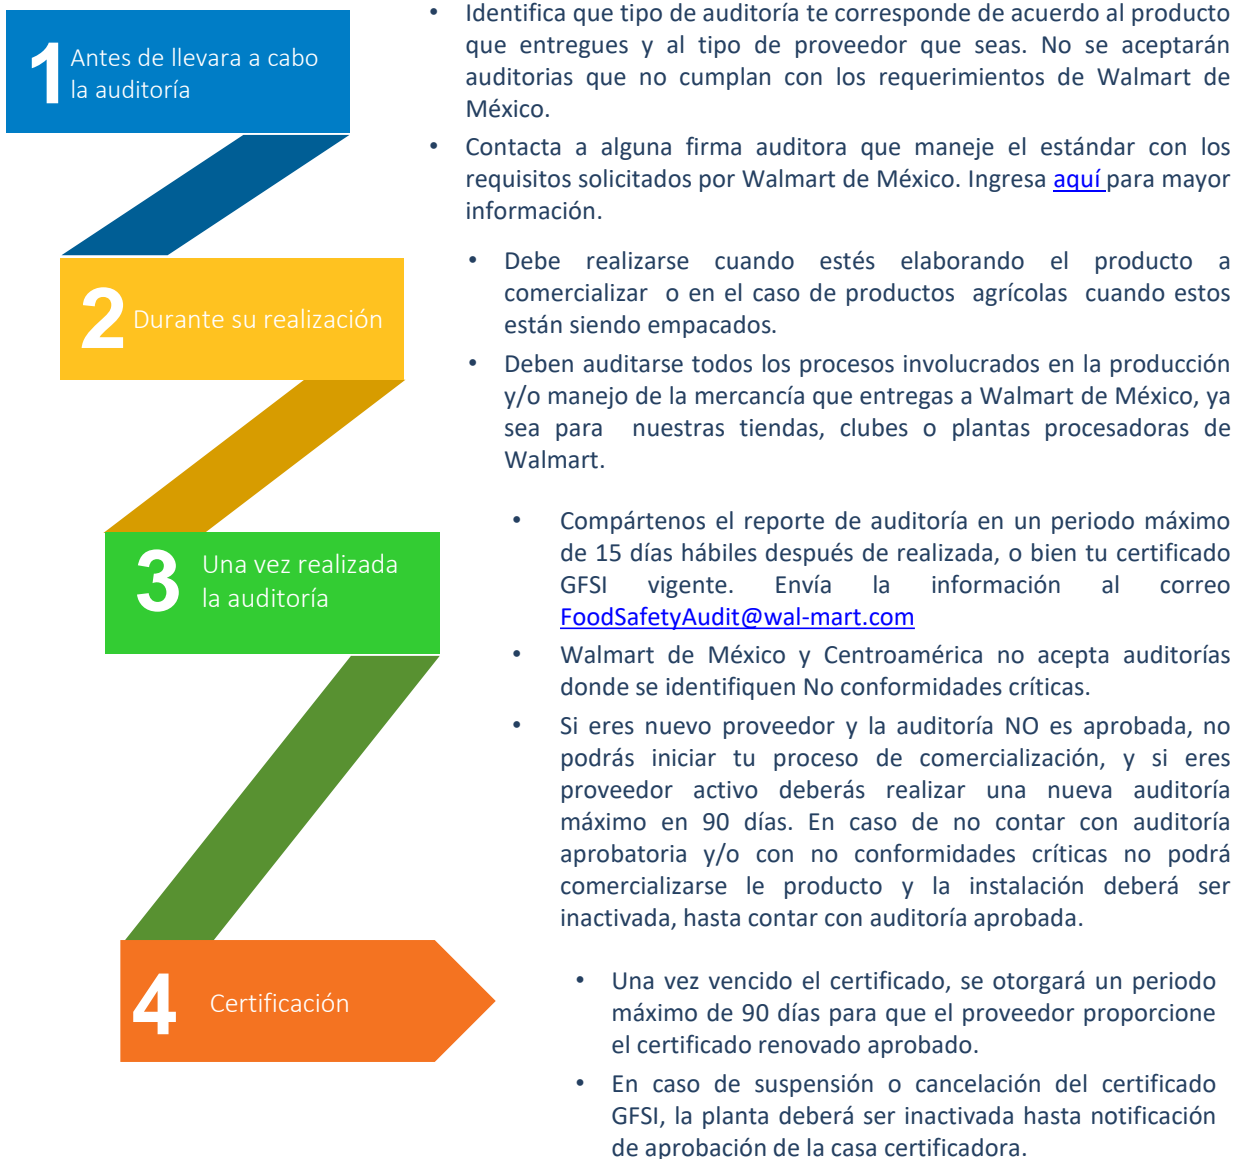 1
Antes de llevara a cabo
la auditoría
• Identifica que tipo de auditoría te corresponde de acuerdo al producto
que entregues y al tipo de proveedor que seas. No se aceptarán
auditorias que no cumplan con los requerimientos de Walmart de
México.
• Contacta a alguna firma auditora que maneje el estándar con los
requisitos solicitados por Walmart de México. Ingresa aquí para mayor
información.
2
Durante su realización
• Debe realizarse cuando estés elaborando el producto a
comercializar o en el caso de productos agrícolas cuando estos
están siendo empacados.
• Deben auditarse todos los procesos involucrados en la producción
y/o manejo de la mercancía que entregas a Walmart de México, ya
sea para nuestras tiendas, clubes o plantas procesadoras de
Walmart.
3
Una vez realizada
la auditoría
• Compártenos el reporte de auditoría en un periodo máximo
de 15 días hábiles después de realizada, o bien tu certificado
GFSI vigente. Envía la información al correo
FoodSafetyAudit@wal-mart.com
• Walmart de México y Centroamérica no acepta auditorías
donde se identifiquen No conformidades críticas.
• Si eres nuevo proveedor y la auditoría NO es aprobada, no
podrás iniciar tu proceso de comercialización, y si eres
proveedor activo deberás realizar una nueva auditoría
máximo en 90 días. En caso de no contar con auditoría
aprobatoria y/o con no conformidades críticas no podrá
comercializarse le producto y la instalación deberá ser
inactivada, hasta contar con auditoría aprobada.
4
Certificación
• Una vez vencido el certificado, se otorgará un periodo
máximo de 90 días para que el proveedor proporcione
el certificado renovado aprobado.
• En caso de suspensión o cancelación del certificado
GFSI, la planta deberá ser inactivada hasta notificación
de aprobación de la casa certificadora.